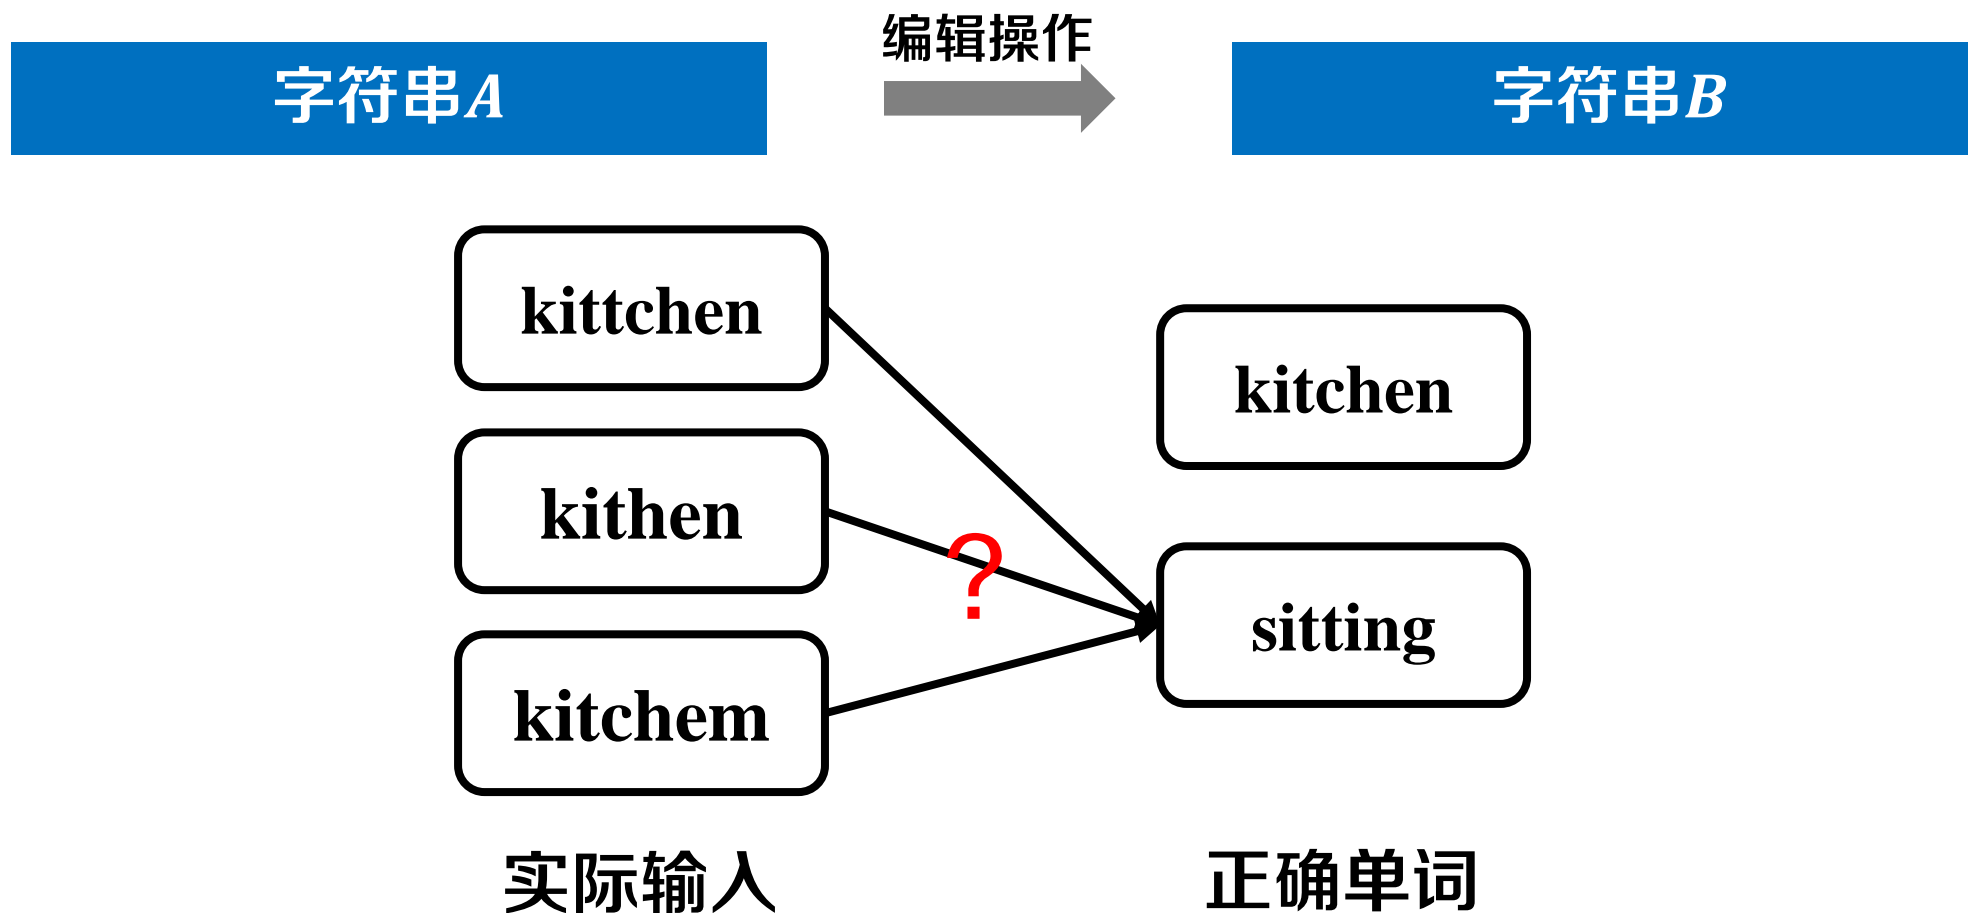 编辑操作
字符串A
字符串B
kittchen
kitchen
kithen
?
sitting
kitchem
实际输入
正确单词